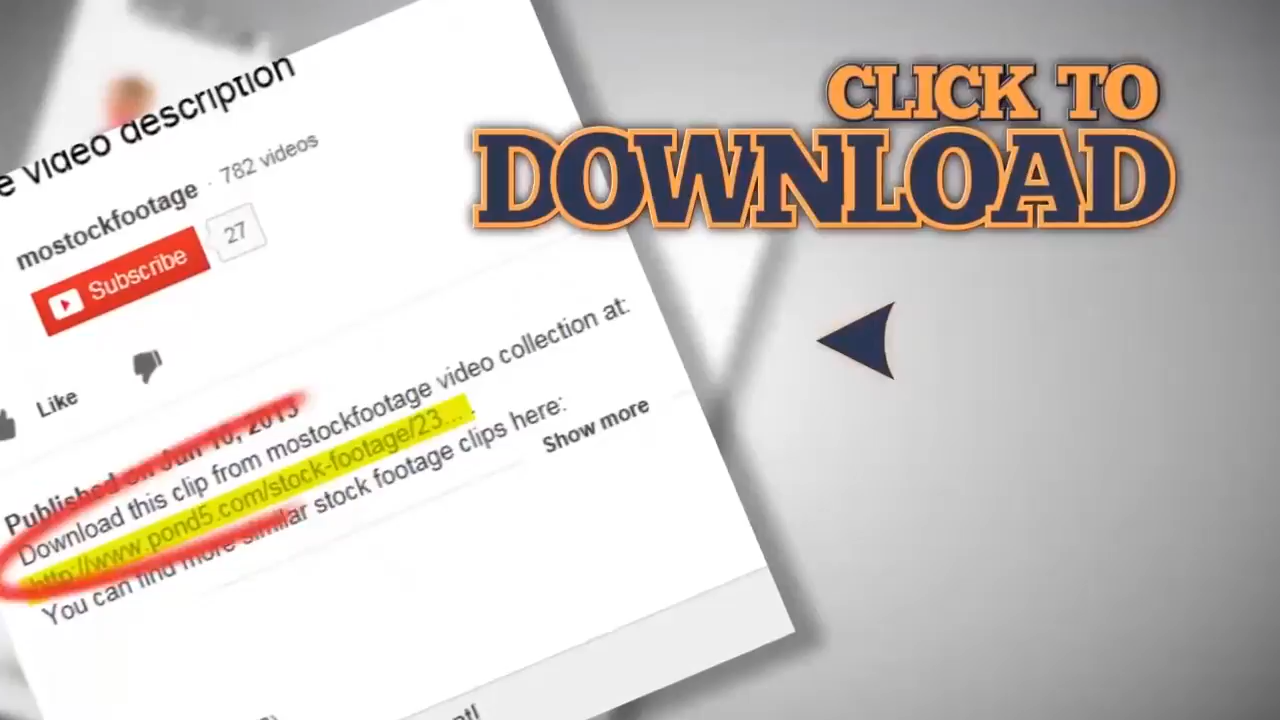 CLICK TO
DOWNLOAD
e video description
mostockfootage · 782 videos
Subscribe
27
Like
Published on Jun 10, 2013
Download this clip from mostockfootage video collection at:
http://www.pond5.com/stock-footage/23... .
You can find more similar stock footage clips here:
Show more